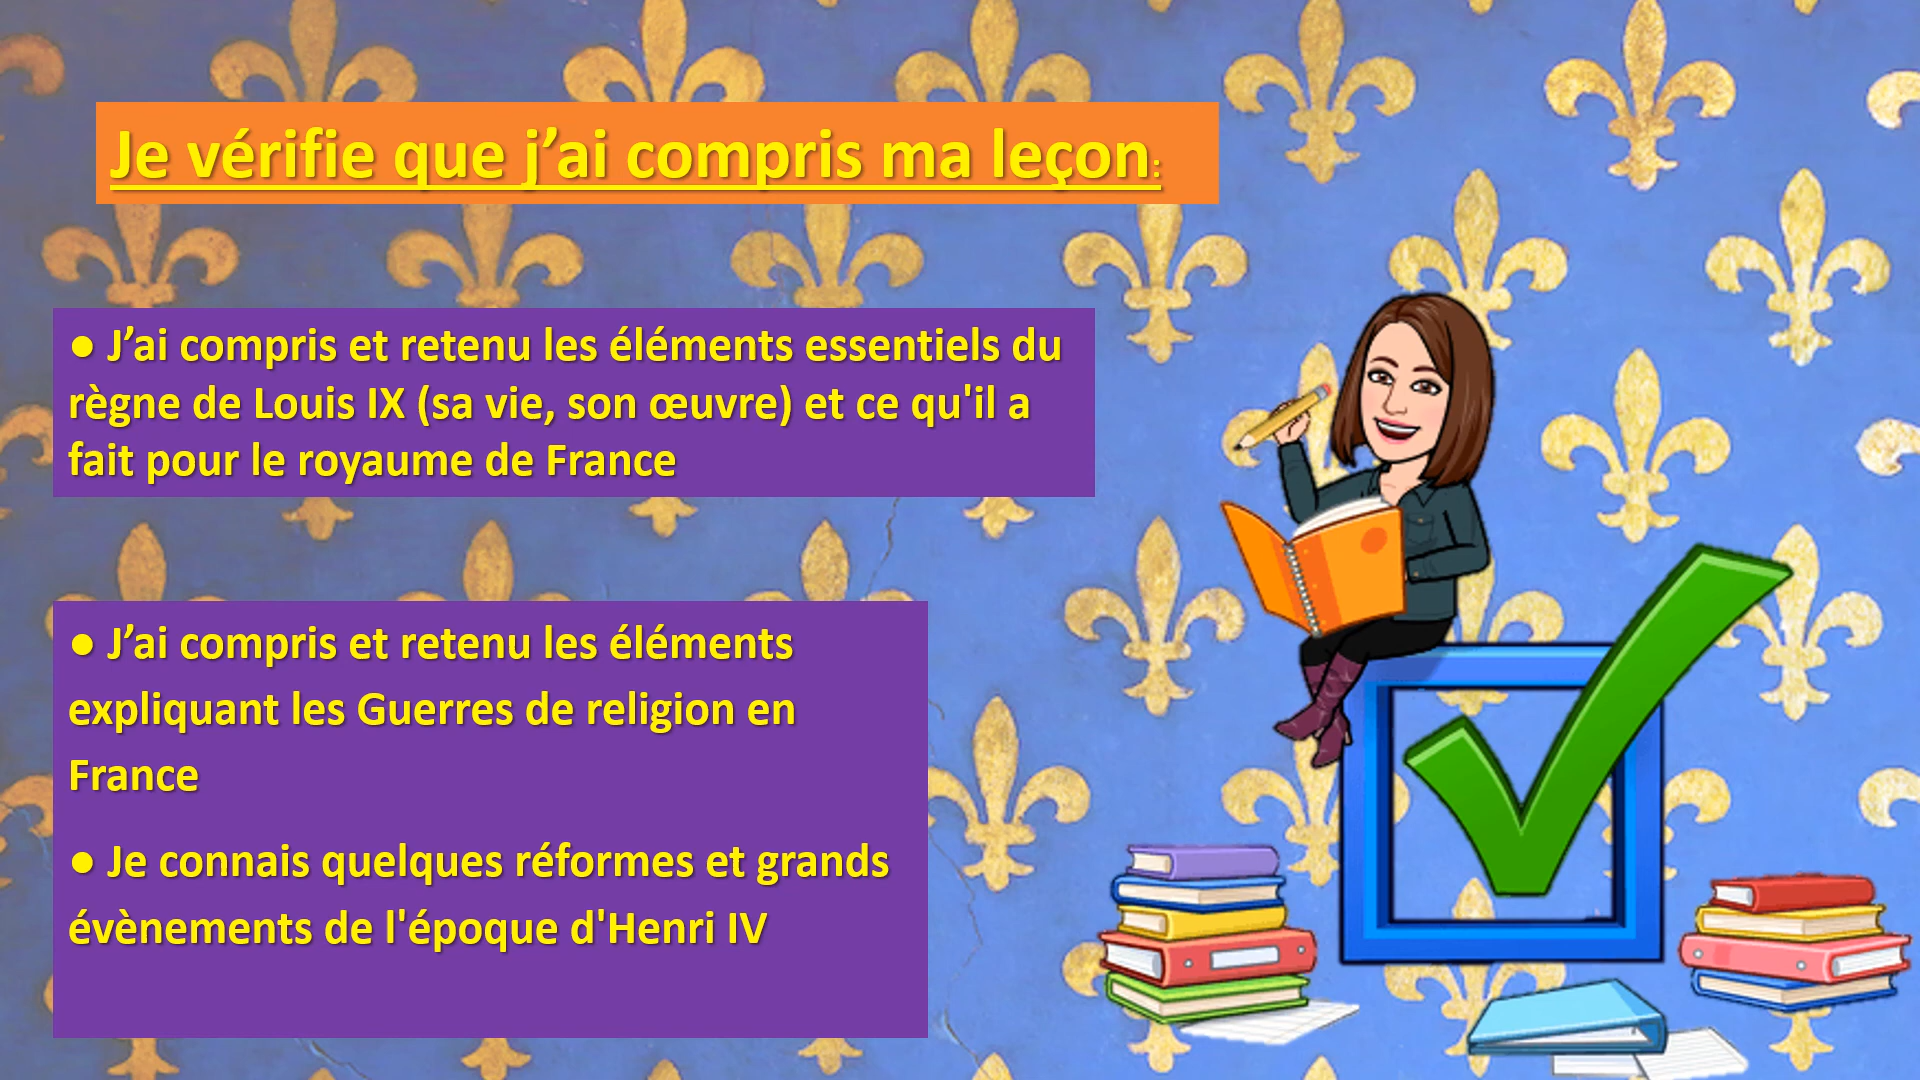 Je vérifie que j’ai compris ma leçon:
● J’ai compris et retenu les éléments essentiels du
règne de Louis IX (sa vie, son œuvre) et ce qu'il a
fait pour le royaume de France
● J’ai compris et retenu les éléments
expliquant les Guerres de religion en
France
● Je connais quelques réformes et grands
évènements de l'époque d'Henri IV